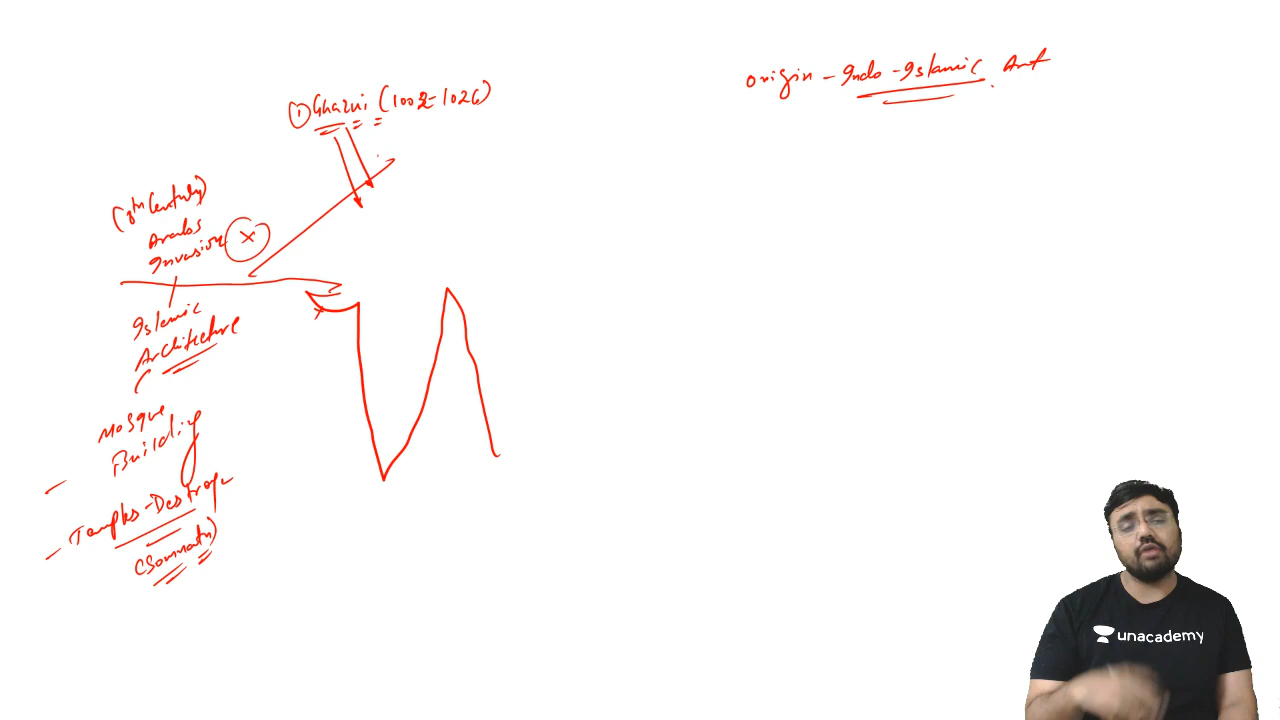 origin - Indo - Islamic Art
① Ghazni (1002-1026)
(8th Century)
Arabs
Invasion
X
Islamic
Architecture
Mosque
Building
- Temples - Destroy
(Somnath)
unacademy